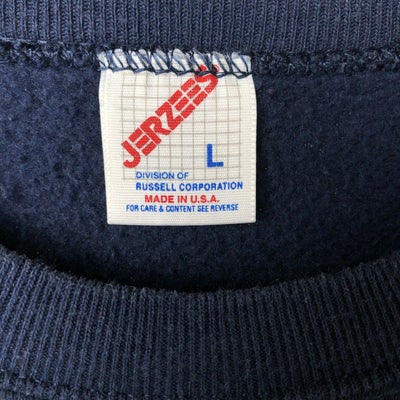 JERZEES
L
DIVISION OF
RUSSELL CORPORATION
MADE IN U.S.A.
FOR CARE & CONTENT SEE REVERSE